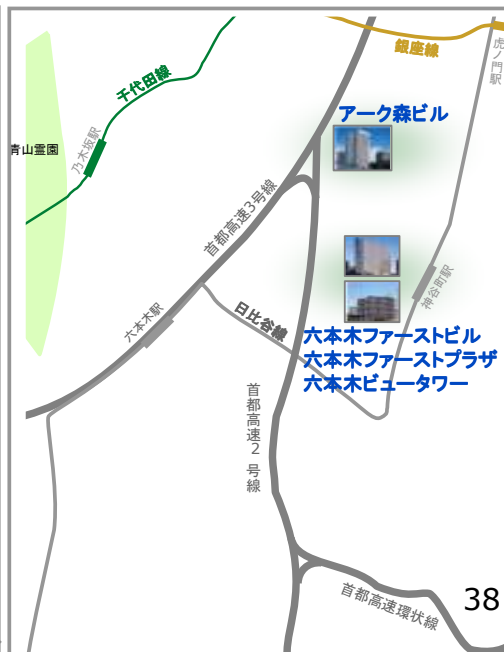 銀座線
虎ノ門駅
千代田線
アーク森ビル
青山霊園
乃木坂駅
首都高速3号線
六本木駅
日比谷線
神谷町駅
六本木ファーストビル
六本木ファーストプラザ
六本木ビュータワー
首都高速2号線
首都高速環状線
38